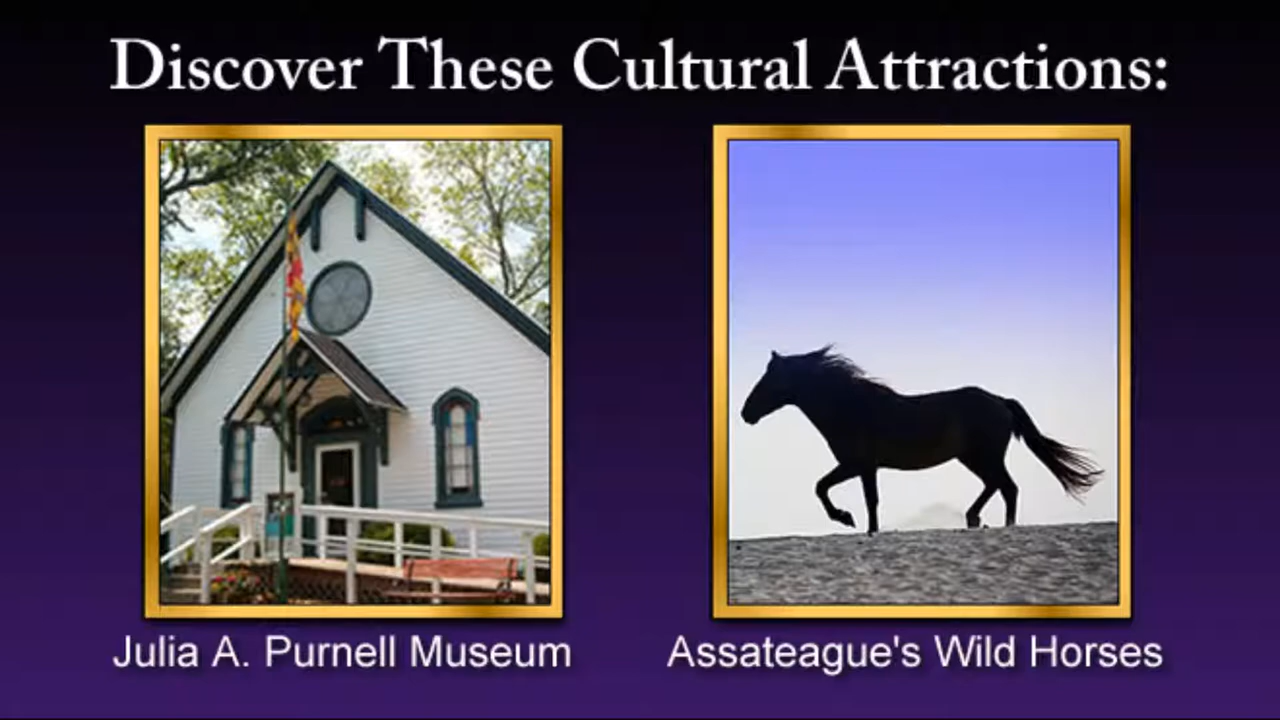 Discover These Cultural Attractions:
Julia A. Purnell Museum
Assateague's Wild Horses